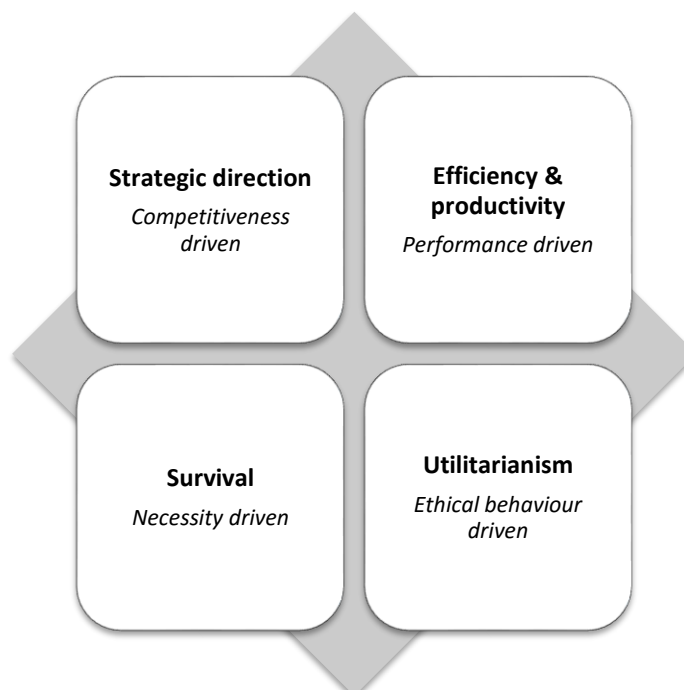 Strategic direction
Competitiveness
driven
Efficiency &
productivity
Performance driven
Survival
Necessity driven
Utilitarianism
Ethical behaviour
driven